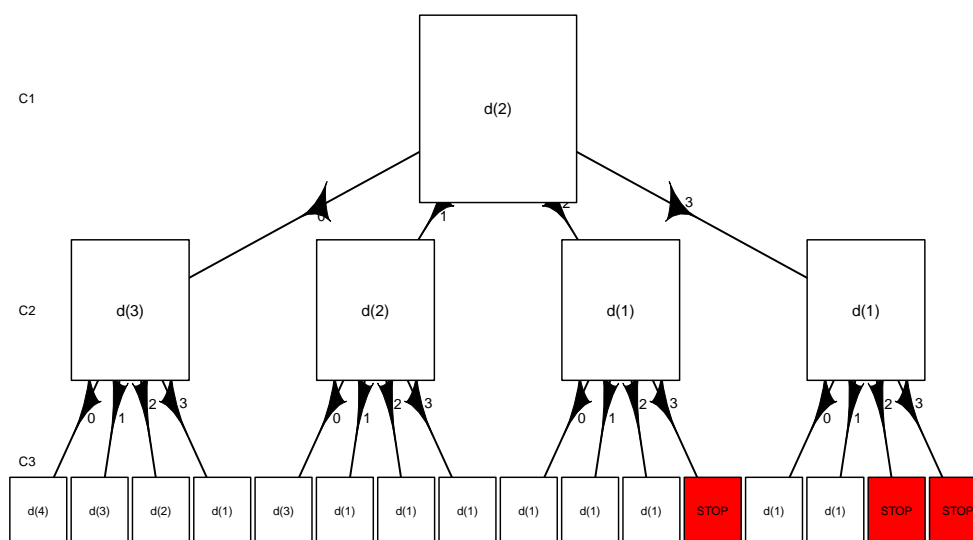 C1
d(2)
0
1
2
3
C2
d(3)
d(2)
d(1)
d(1)
0
1
2
3
0
1
2
3
0
1
2
3
0
1
2
3
C3
d(4)
d(3)
d(2)
d(1)
d(3)
d(1)
d(1)
d(1)
d(1)
d(1)
d(1)
STOP
d(1)
d(1)
STOP
STOP